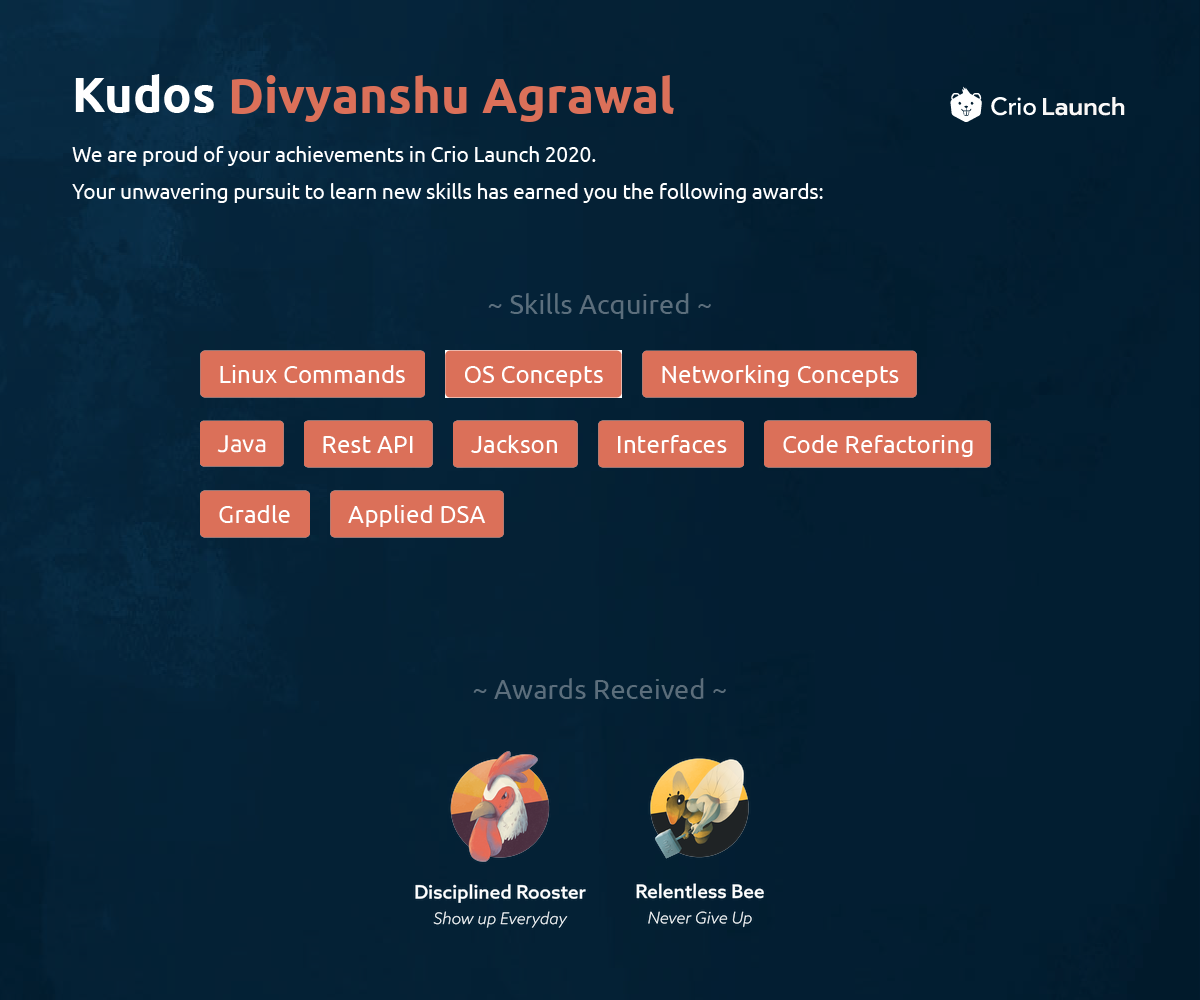 Kudos Divyanshu Agrawal
Crio Launch
We are proud of your achievements in Crio Launch 2020.
Your unwavering pursuit to learn new skills has earned you the following awards:
~ Skills Acquired ~
Linux Commands OS Concepts Networking Concepts
Java Rest API Jackson Interfaces Code Refactoring
Gradle Applied DSA
~ Awards Received ~
Disciplined Rooster Relentless Bee
Show up Everyday Never Give Up